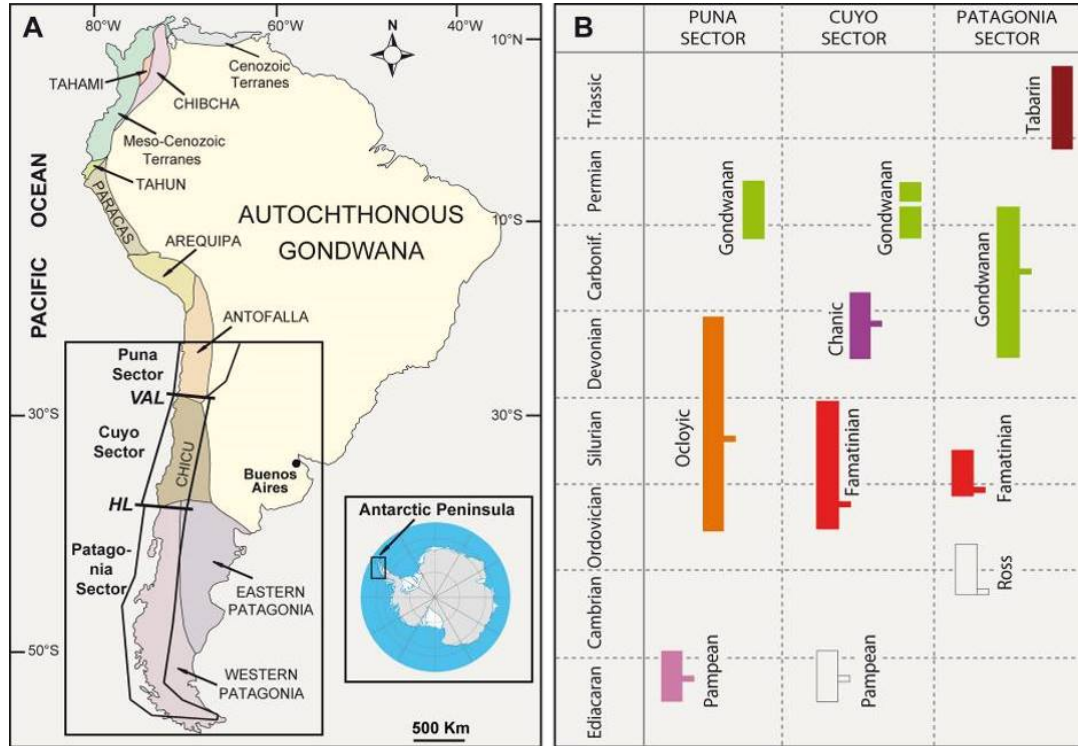 A
80°W
60°W
40°W
N
10°N
Cenozoic
Terranes
TAHAMI
CHIBCHA
Meso-Cenozoic
Terranes
TAHUN
PARACAS
PACIFIC OCEAN
AUTOCHTHONOUS
GONDWANA
10°S
AREQUIPA
ANTOFALLA
Puna
Sector
VAL
30°S
Cuyo
Sector
CHICU
Buenos
Aires
HL
Antarctic Peninsula
Patago-
nia
Sector
EASTERN
PATAGONIA
50°S
WESTERN
PATAGONIA
500 Km
B
PUNA
SECTOR
CUYO
SECTOR
PATAGONIA
SECTOR
Triassic
Tabarin
Permian
Gondwanan
Gondwanan
Carbonif.
Gondwanan
Devonian
Chanic
Silurian
Ocloyic
Famatinian
Famatinian
Ordovician
Cambrian
Ross
Ediacaran
Pampean
Pampean